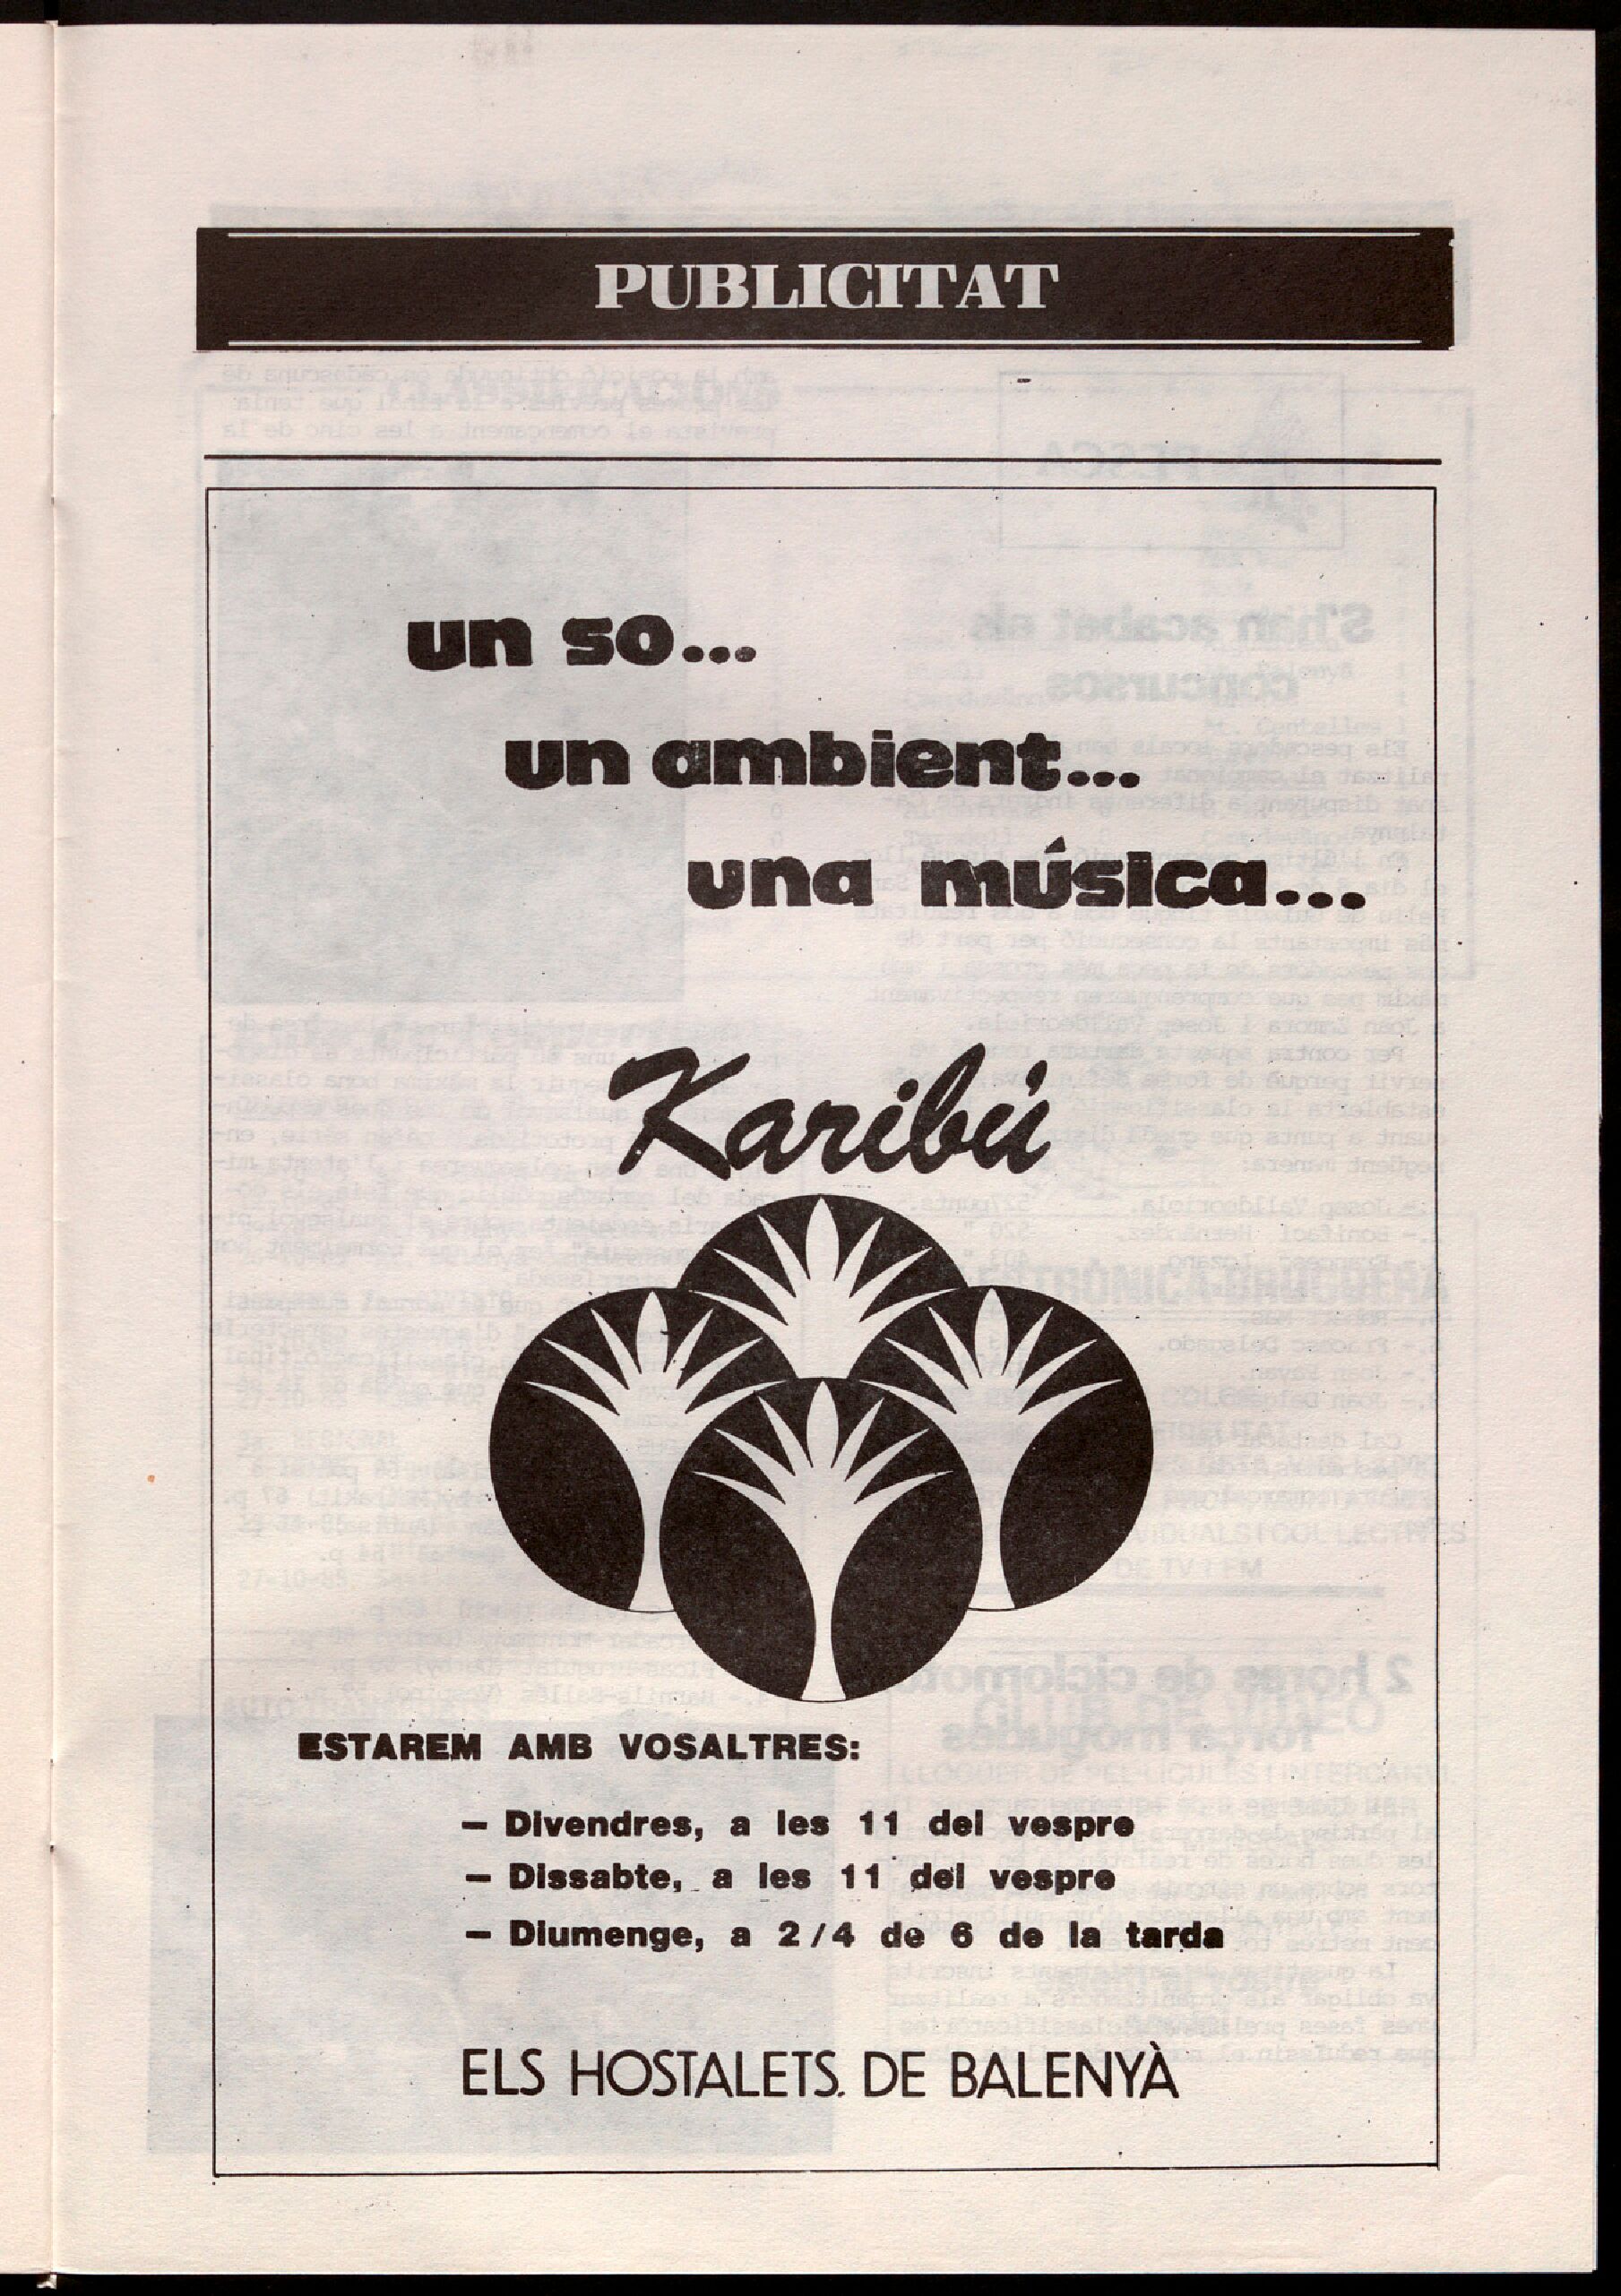 PUBLICITAT
un so...
un ambient...
una música...
Karibú
ESTAREM AMB VOSALTRES:
- Divendres, a les 11 del vespre
- Dissabte, a les 11 del vespre
- Diumenge, a 2/4 de 6 de la tarda
ELS HOSTALETS. DE BALENYÀ